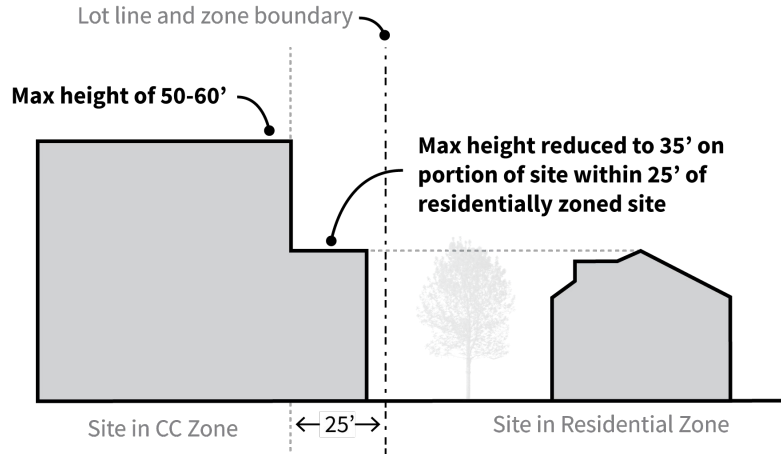 Lot line and zone boundary
Max height of 50-60’
Max height reduced to 35’ on
portion of site within 25’ of
residentially zoned site
25’
Site in CC Zone
Site in Residential Zone